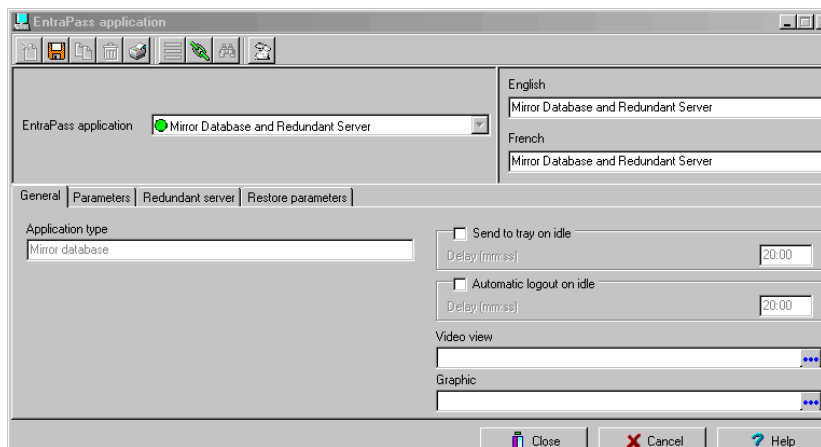 EntraPass application
English
Mirror Database and Redundant Server
EntraPass application
Mirror Database and Redundant Server
French
Mirror Database and Redundant Server
General
Parameters
Redundant server
Restore parameters
Application type
Mirror database
Send to tray on idle
Delay (mm:ss)
20:00
Automatic logout on idle
Delay (mm:ss)
20:00
Video view
Graphic
Close
Cancel
Help